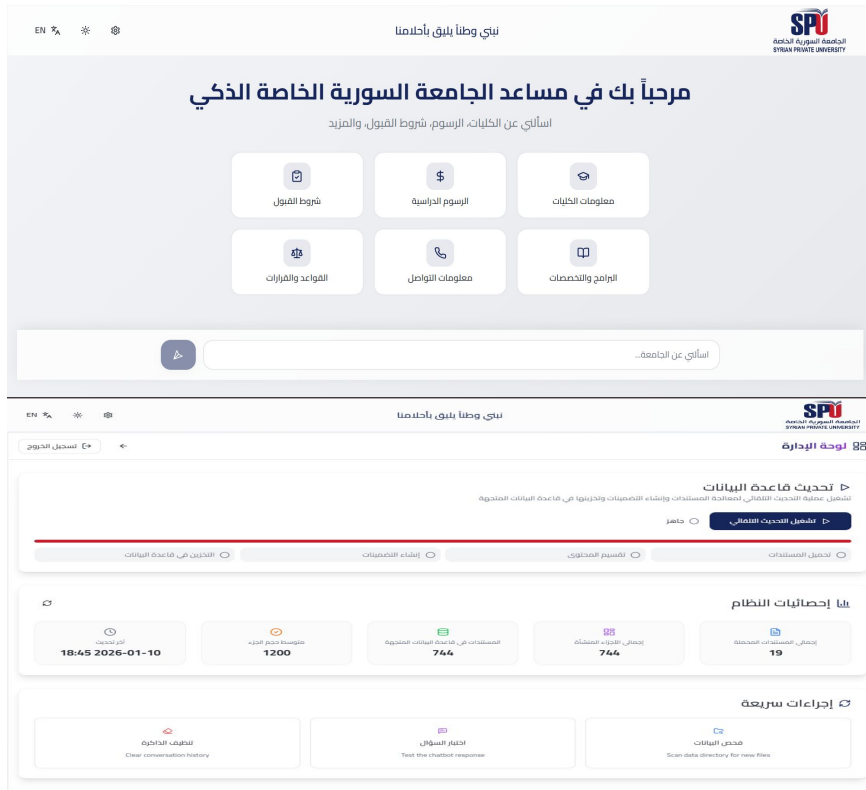 SPU
الجامعة السورية الخاصة
SYRIAN PRIVATE UNIVERSITY
نبني وطناً يليق بأحلامنا
EN
مرحباً بك في مساعد الجامعة السورية الخاصة الذكي
اسألني عن الكليات، الرسوم، شروط القبول، والمزيد
معلومات الكليات
الرسوم الدراسية
شروط القبول
البرامج والتخصصات
معلومات التواصل
القواعد والقرارات
اسألني عن الجامعة...
SPU
الجامعة السورية الخاصة
SYRIAN PRIVATE UNIVERSITY
نبني وطناً يليق بأحلامنا
EN
لوحة الإدارة
تسجيل الخروج
تحديث قاعدة البيانات
تشغيل عملية التحديث التلقائي لمعالجة المستندات وإنشاء التضمينات وتخزينها في قاعدة البيانات المتجهة
تشغيل التحديث التلقائي
جاهز
تحميل المستندات
تقسيم المحتوى
إنشاء التضمينات
التخزين في قاعدة البيانات
إحصائيات النظام
إجمالي المستندات المحملة
19
إجمالي الأجزاء المنشأة
744
المستندات في قاعدة البيانات المتجهة
744
متوسط حجم الجزء
1200
آخر تحديث
18:45 2026-01-10
إجراءات سريعة
فحص البيانات
Scan data directory for new files
اختبار السؤال
Test the chatbot response
تنظيف الذاكرة
Clear conversation history